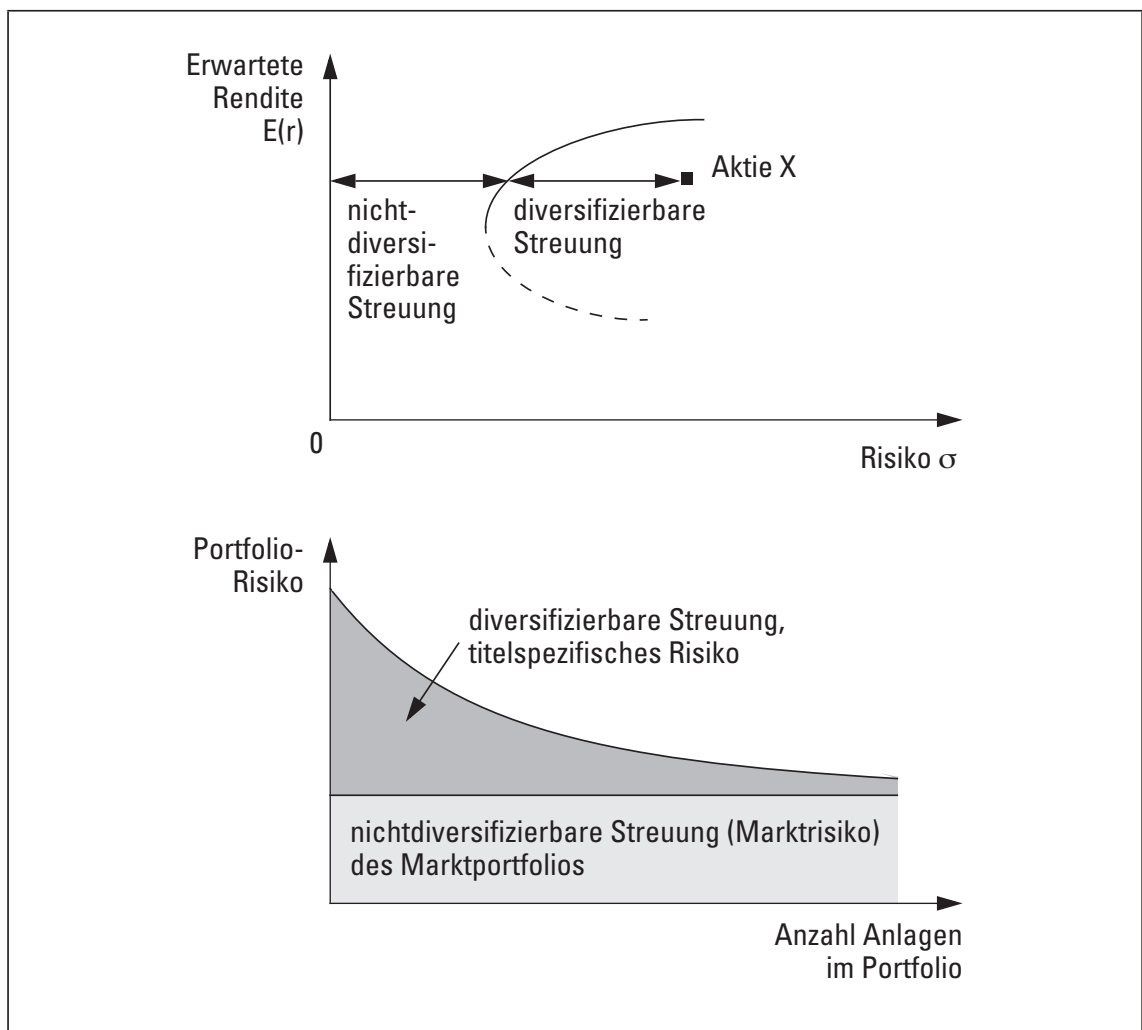 Erwartete
Rendite
E(r)
Aktie X
nicht-
diversi-
fizierbare
Streuung
diversifizierbare
Streuung
0
Risiko σ
Portfolio-
Risiko
diversifizierbare Streuung,
titelspezifisches Risiko
nichtdiversifizierbare Streuung (Marktrisiko)
des Marktportfolios
Anzahl Anlagen
im Portfolio